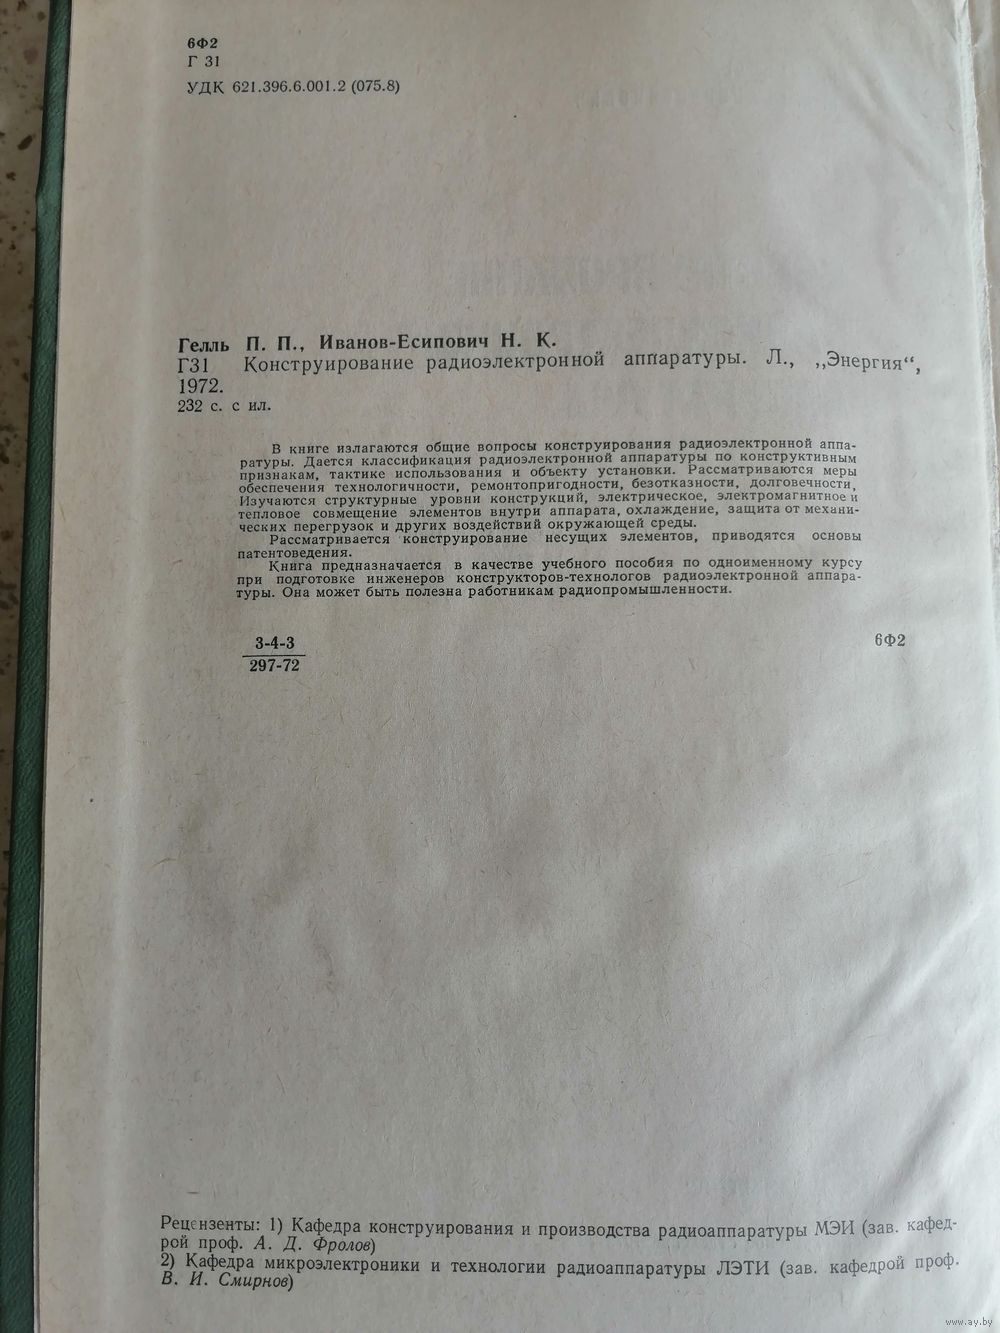 6Ф2
Г 31
УДК 621.396.6.001.2 (075.8)
Гелль П. П., Иванов-Есипович Н. К.
Г31 Конструирование радиоэлектронной аппаратуры. Л., „Энергия“,
1972.
232 с. с ил.
В книге излагаются общие вопросы конструирования радиоэлектронной аппа-
ратуры. Дается классификация радиоэлектронной аппаратуры по конструктивным
признакам, тактике использования и объекту установки. Рассматриваются меры
обеспечения технологичности, ремонтопригодности, безотказности, долговечности,
Изучаются структурные уровни конструкций, электрическое, электромагнитное и
тепловое совмещение элементов внутри аппарата, охлаждение, защита от механи-
ческих перегрузок и других воздействий окружающей среды.
Рассматривается конструирование несущих элементов, приводятся основы
патентоведения.
Книга предназначается в качестве учебного пособия по одноименному курсу
при подготовке инженеров конструкторов-технологов радиоэлектронной аппара-
туры. Она может быть полезна работникам радиопромышленности.
3-4-3
297-72
6Ф2
Рецензенты: 1) Кафедра конструирования и производства радиоаппаратуры МЭИ (зав. кафед-
рой проф. А. Д. Фролов)
2) Кафедра микроэлектроники и технологии радиоаппаратуры ЛЭТИ (зав. кафедрой проф.
В. И. Смирнов)
www.ay.by